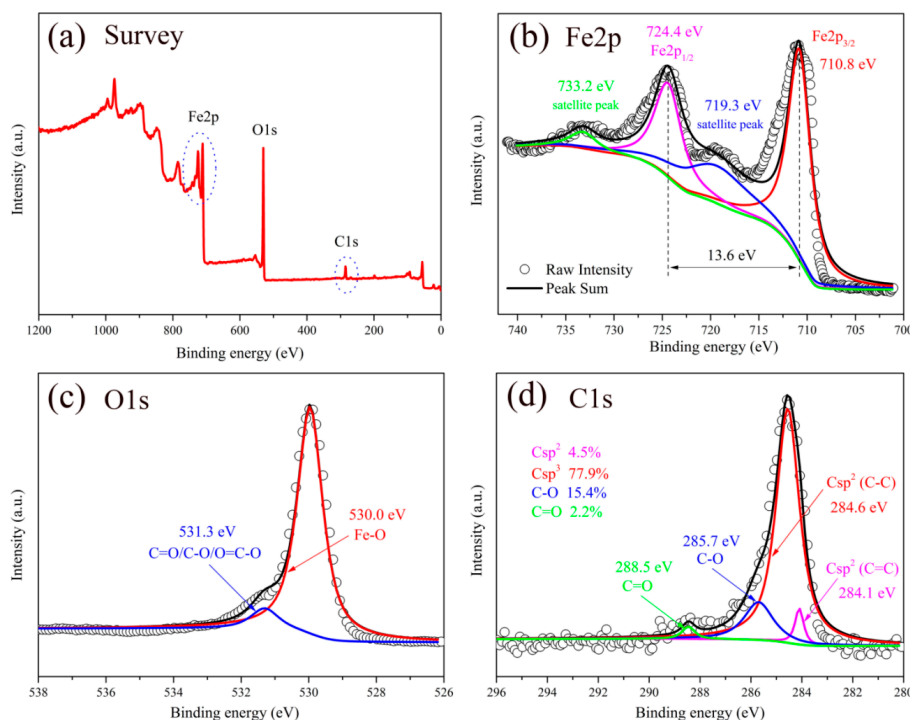 (a) Survey
Fe2p
O1s
C1s
Intensity (a.u.)
1200 1000 800 600 400 200 0
Binding energy (eV)
(b) Fe2p
724.4 eV
Fe2p1/2
Fe2p3/2
710.8 eV
733.2 eV
satellite peak
719.3 eV
satellite peak
13.6 eV
Raw Intensity
Peak Sum
Intensity (a.u.)
740 735 730 725 720 715 710 705 700
Binding energy (eV)
(c) O1s
530.0 eV
Fe-O
531.3 eV
C=O/C-O/O=C-O
Intensity (a.u.)
538 536 534 532 530 528 526
Binding energy (eV)
(d) C1s
Csp2 4.5%
Csp3 77.9%
C-O 15.4%
C=O 2.2%
Csp2 (C-C)
284.6 eV
285.7 eV
C-O
288.5 eV
C=O
Csp2 (C=C)
284.1 eV
Intensity (a.u.)
296 294 292 290 288 286 284 282 280
Binding energy (eV)